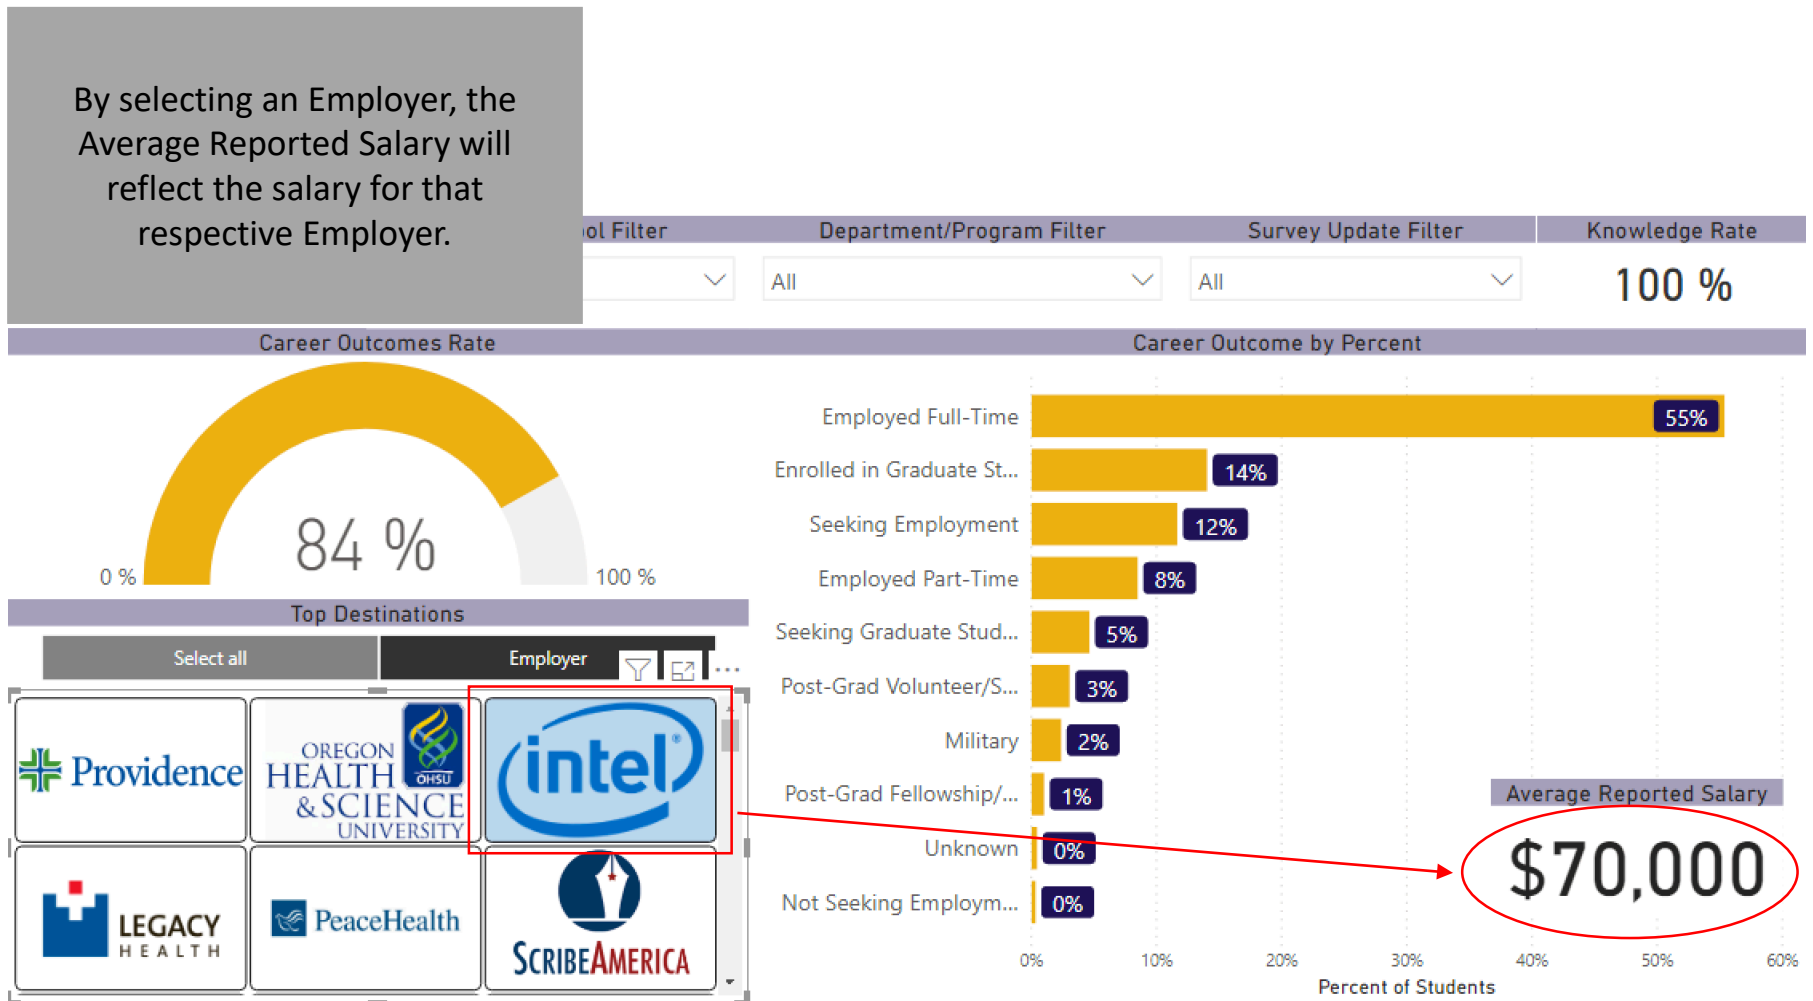 By selecting an Employer, the
Average Reported Salary will
reflect the salary for that
respective Employer.
ol Filter
Department/Program Filter
Survey Update Filter
Knowledge Rate
All
All
100 %
Career Outcomes Rate
84 %
0 %
100 %
Career Outcome by Percent
Employed Full-Time
55%
Enrolled in Graduate St...
14%
Seeking Employment
12%
Employed Part-Time
8%
Seeking Graduate Stud...
5%
Post-Grad Volunteer/S...
3%
Military
2%
Post-Grad Fellowship/...
1%
Unknown
0%
Not Seeking Employm...
0%
0%
10%
20%
30%
40%
50%
60%
Percent of Students
Top Destinations
Select all
Employer
Providence
OREGON
HEALTH
& SCIENCE
UNIVERSITY
OHSU
intel®
LEGACY
HEALTH
PeaceHealth
SCRIBEAMERICA
Average Reported Salary
$70,000